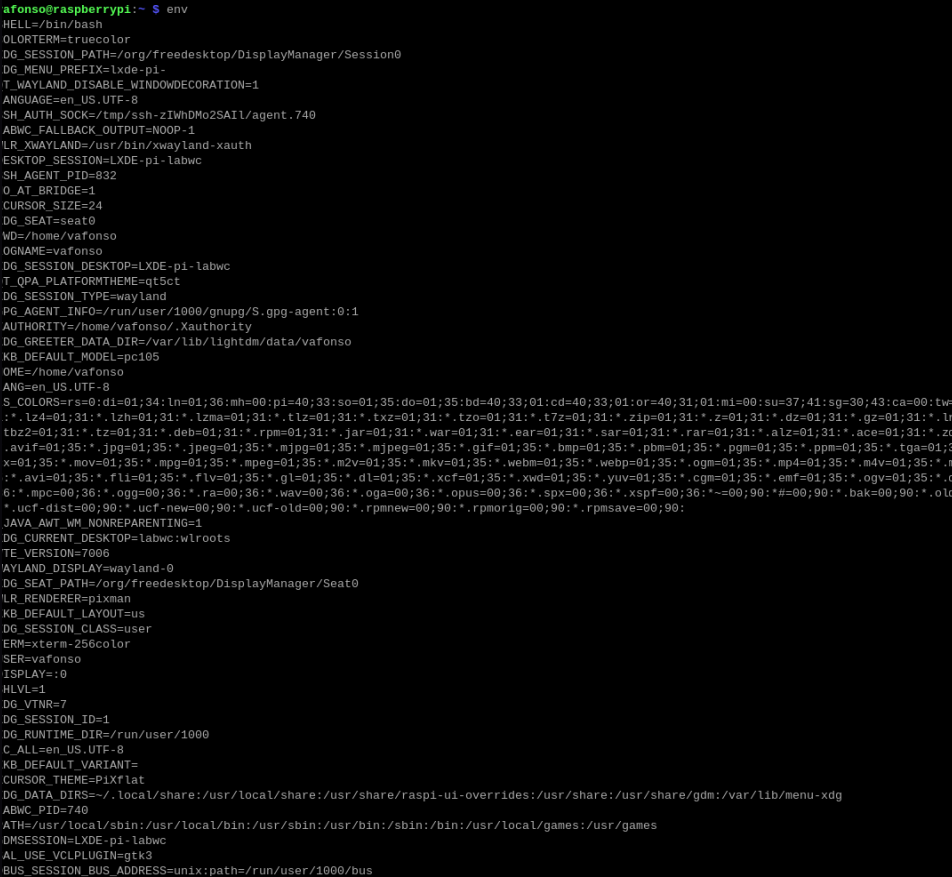 afonso@raspberrypi:~ $ env
HELL=/bin/bash
OLORTERM=truecolor
DG_SESSION_PATH=/org/freedesktop/DisplayManager/Session0
DG_MENU_PREFIX=lxde-pi-
T_WAYLAND_DISABLE_WINDOWDECORATION=1
ANGUAGE=en_US.UTF-8
SH_AUTH_SOCK=/tmp/ssh-zIWhDMo2SAIl/agent.740
ABWC_FALLBACK_OUTPUT=NOOP-1
LR_XWAYLAND=/usr/bin/xwayland-xauth
ESKTOP_SESSION=LXDE-pi-labwc
SH_AGENT_PID=832
O_AT_BRIDGE=1
CURSOR_SIZE=24
DG_SEAT=seat0
WD=/home/vafonso
OGNAME=vafonso
DG_SESSION_DESKTOP=LXDE-pi-labwc
T_QPA_PLATFORMTHEME=qt5ct
DG_SESSION_TYPE=wayland
PG_AGENT_INFO=/run/user/1000/gnupg/S.gpg-agent:0:1
AUTHORITY=/home/vafonso/.Xauthority
DG_GREETER_DATA_DIR=/var/lib/lightdm/data/vafonso
KB_DEFAULT_MODEL=pc105
OME=/home/vafonso
ANG=en_US.UTF-8
S_COLORS=rs=0:di=01;34:ln=01;36:mh=00:pi=40;33:so=01;35:do=01;35:bd=40;33;01:cd=40;33;01:or=40;31;01:mi=00:su=37;41:sg=30;43:ca=00:tw=
:*.lz4=01;31:*.lzh=01;31:*.lzma=01;31:*.tlz=01;31:*.txz=01;31:*.tzo=01;31:*.t7z=01;31:*.zip=01;31:*.z=01;31:*.dz=01;31:*.gz=01;31:*.lr
tbz2=01;31:*.tz=01;31:*.deb=01;31:*.rpm=01;31:*.jar=01;31:*.war=01;31:*.ear=01;31:*.sar=01;31:*.rar=01;31:*.alz=01;31:*.ace=01;31:*.zo
.avif=01;35:*.jpg=01;35:*.jpeg=01;35:*.mjpg=01;35:*.mjpeg=01;35:*.gif=01;35:*.bmp=01;35:*.pbm=01;35:*.pgm=01;35:*.ppm=01;35:*.tga=01;3
x=01;35:*.mov=01;35:*.mpg=01;35:*.mpeg=01;35:*.m2v=01;35:*.mkv=01;35:*.webm=01;35:*.webp=01;35:*.ogm=01;35:*.mp4=01;35:*.m4v=01;35:*.
:*.avi=01;35:*.fli=01;35:*.flv=01;35:*.gl=01;35:*.dl=01;35:*.xcf=01;35:*.xwd=01;35:*.yuv=01;35:*.cgm=01;35:*.emf=01;35:*.ogv=01;35:*.
6:*.mpc=00;36:*.ogg=00;36:*.ra=00;36:*.wav=00;36:*.oga=00;36:*.opus=00;36:*.spx=00;36:*.xspf=00;36:*~=00;90:*#=00;90:*.bak=00;90:*.old
*.ucf-dist=00;90:*.ucf-new=00;90:*.ucf-old=00;90:*.rpmnew=00;90:*.rpmorig=00;90:*.rpmsave=00;90:
JAVA_AWT_WM_NONREPARENTING=1
DG_CURRENT_DESKTOP=labwc:wlroots
TE_VERSION=7006
AYLAND_DISPLAY=wayland-0
DG_SEAT_PATH=/org/freedesktop/DisplayManager/Seat0
LR_RENDERER=pixman
KB_DEFAULT_LAYOUT=us
DG_SESSION_CLASS=user
ERM=xterm-256color
SER=vafonso
ISPLAY=:0
HLVL=1
DG_VTNR=7
DG_SESSION_ID=1
DG_RUNTIME_DIR=/run/user/1000
C_ALL=en_US.UTF-8
KB_DEFAULT_VARIANT=
CURSOR_THEME=PiXflat
DG_DATA_DIRS=~/.local/share:/usr/local/share:/usr/share/raspi-ui-overrides:/usr/share:/usr/share/gdm:/var/lib/menu-xdg
ABWC_PID=740
ATH=/usr/local/sbin:/usr/local/bin:/usr/sbin:/usr/bin:/sbin:/bin:/usr/local/games:/usr/games
DMSESSION=LXDE-pi-labwc
AL_USE_VCLPLUGIN=gtk3
BUS_SESSION_BUS_ADDRESS=unix:path=/run/user/1000/bus